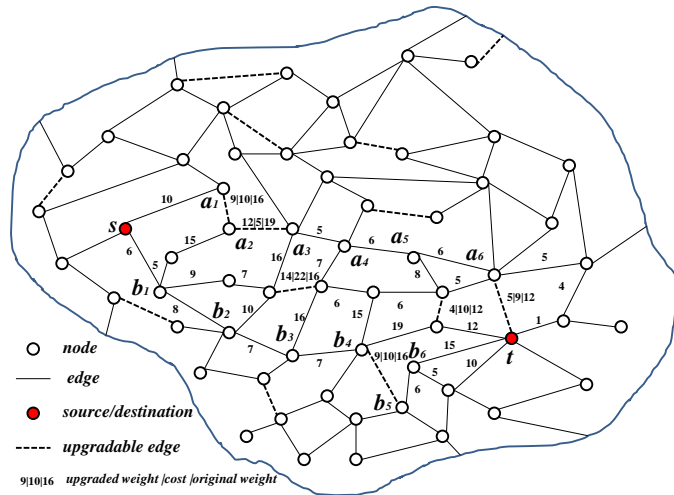 10
a1
9|10|16
s
12|5|19
a2
15
a3
5
6
a5
6
a6
5
6
5
9
7
16
14|22|16
7
a4
8
5
4
b1
8
b2
10
6
15
6
4|10|12
5|9|12
16
b3
7
7
b4
19
12
1
15
t
9|10|16
b6
5
10
6
b5
node
edge
source/destination
upgradable edge
9|10|16 upgraded weight /cost /original weight